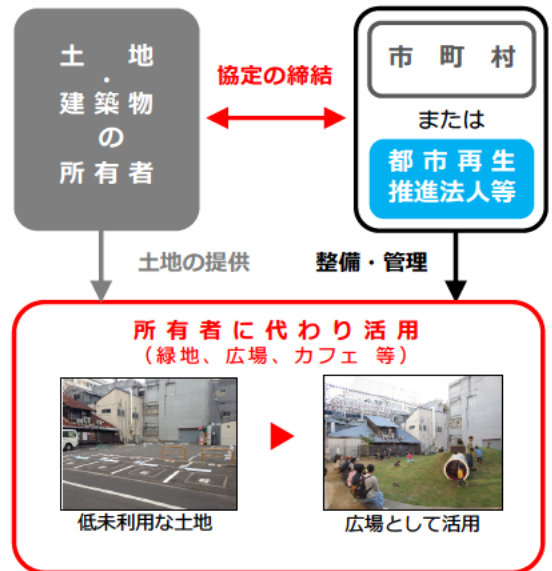 土地
・
建築物
の
所有者
協定の締結
市町村
または
都市再生
推進法人等
土地の提供
整備・管理
所有者に代わり活用
（緑地、広場、カフェ 等）
低未利用な土地
広場として活用